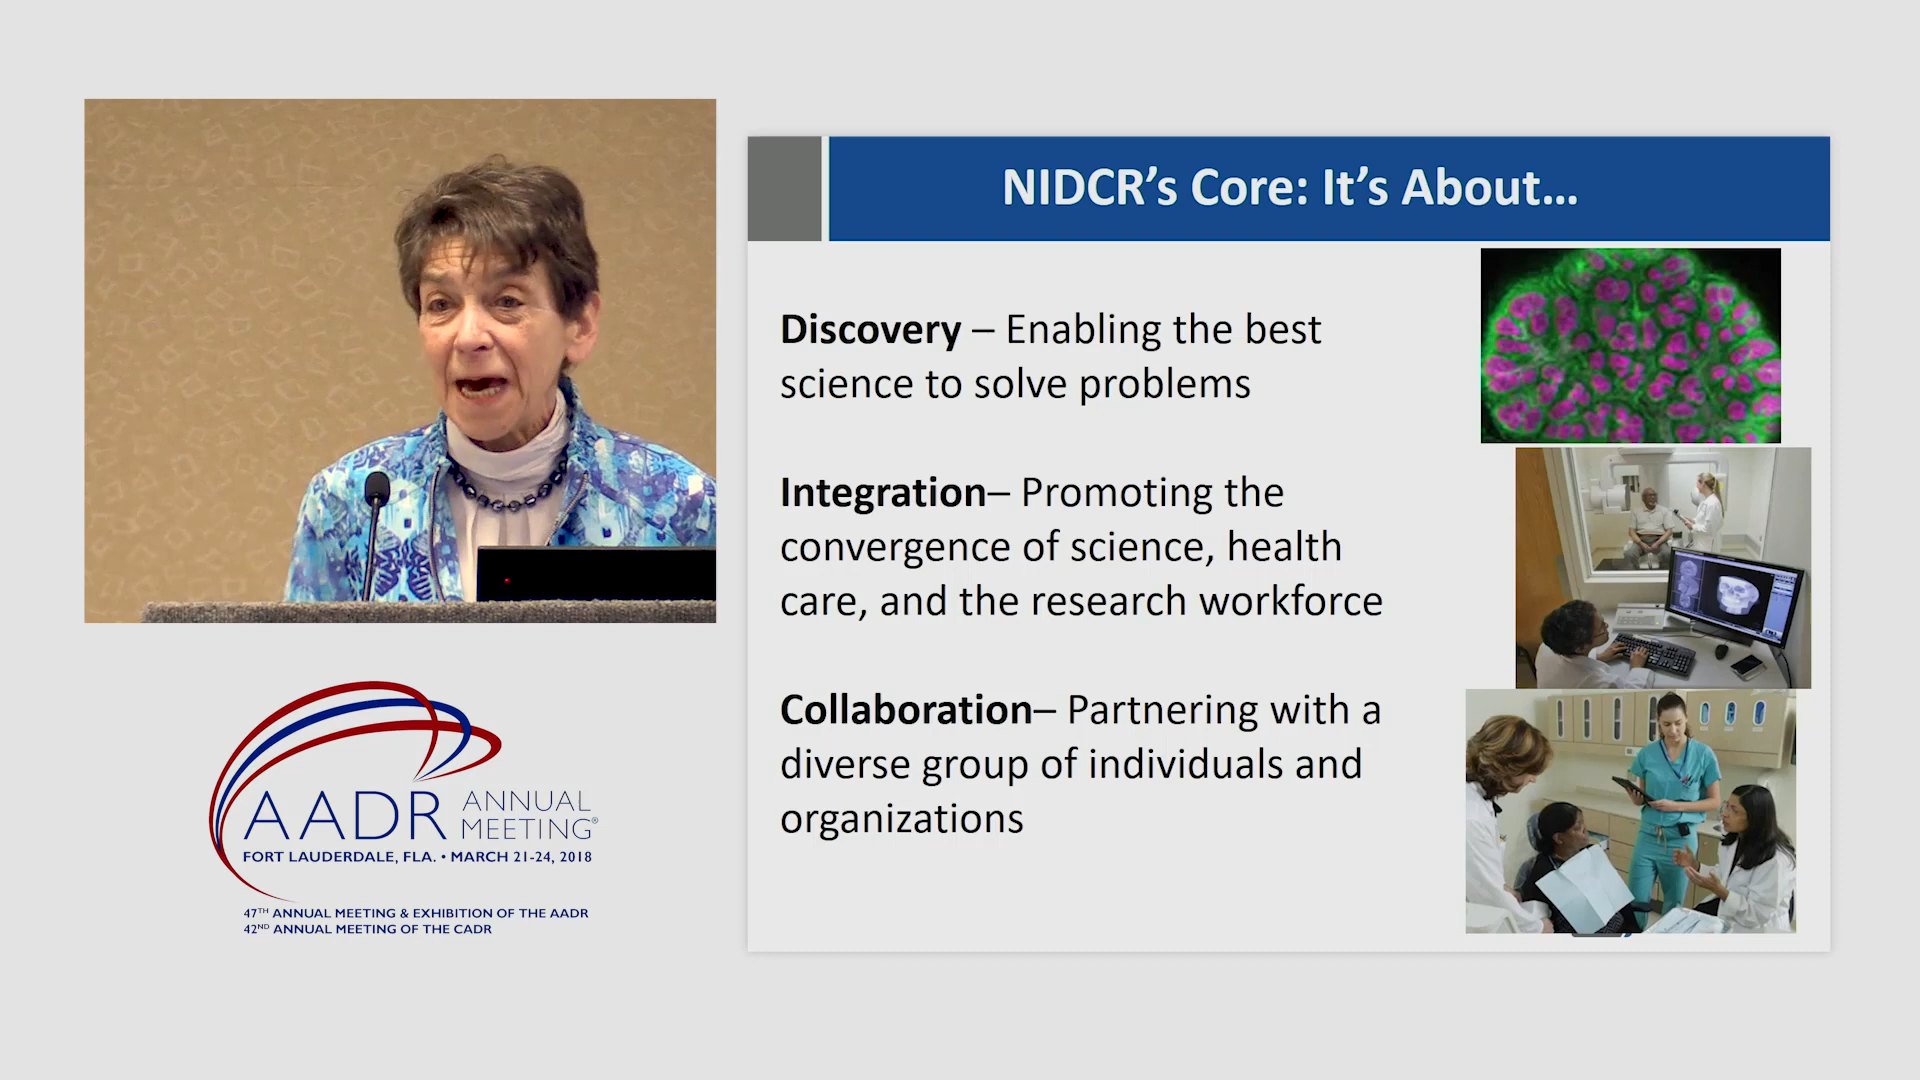 NIDCR’s Core: It’s About…
Discovery – Enabling the best
science to solve problems
Integration– Promoting the
convergence of science, health
care, and the research workforce
Collaboration– Partnering with a
diverse group of individuals and
organizations
AADR ANNUAL
MEETING®
FORT LAUDERDALE, FLA. • MARCH 21-24, 2018
47TH ANNUAL MEETING & EXHIBITION OF THE AADR
42ND ANNUAL MEETING OF THE CADR